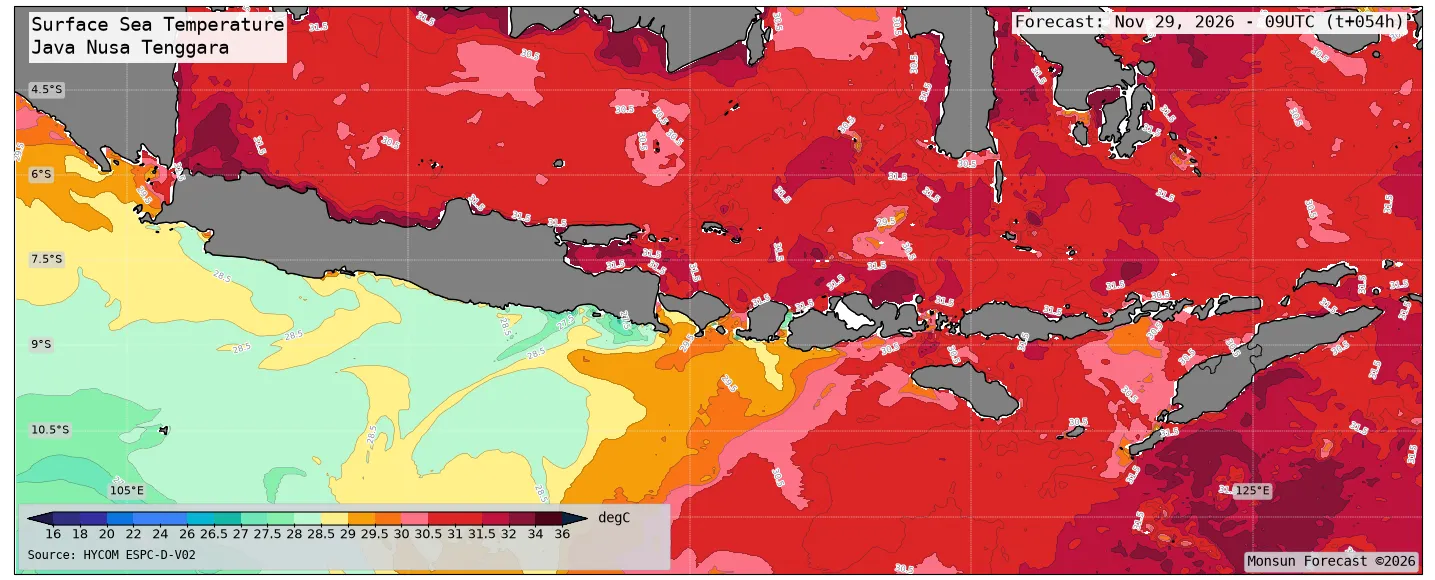 Surface Sea Temperature
Java Nusa Tenggara
Forecast: Nov 29, 2026 - 09UTC (t+054h)
4.5°S
6°S
7.5°S
9°S
10.5°S
105°E
125°E
16 18 20 22 24 26 26.5 27 27.5 28 28.5 29 29.5 30 30.5 31 31.5 32 34 36
degC
Source: HYCOM ESPC-D-V02
Monsun Forecast ©2026